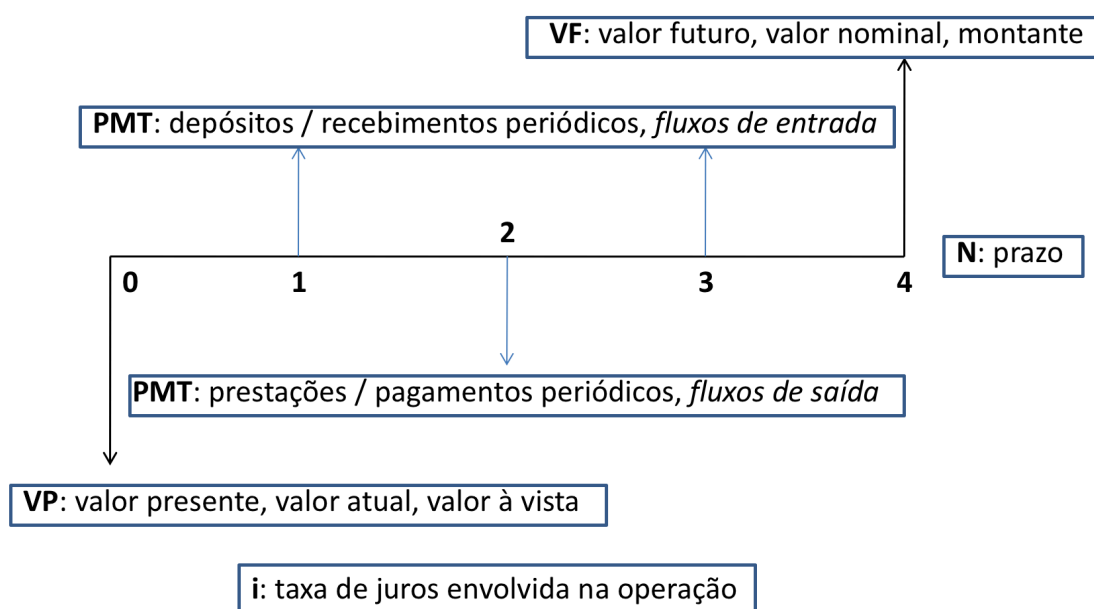 VF: valor futuro, valor nominal, montante
PMT: depósitos / recebimentos periódicos, fluxos de entrada
2
N: prazo
0 1 3 4
PMT: prestações / pagamentos periódicos, fluxos de saída
VP: valor presente, valor atual, valor à vista
i: taxa de juros envolvida na operação